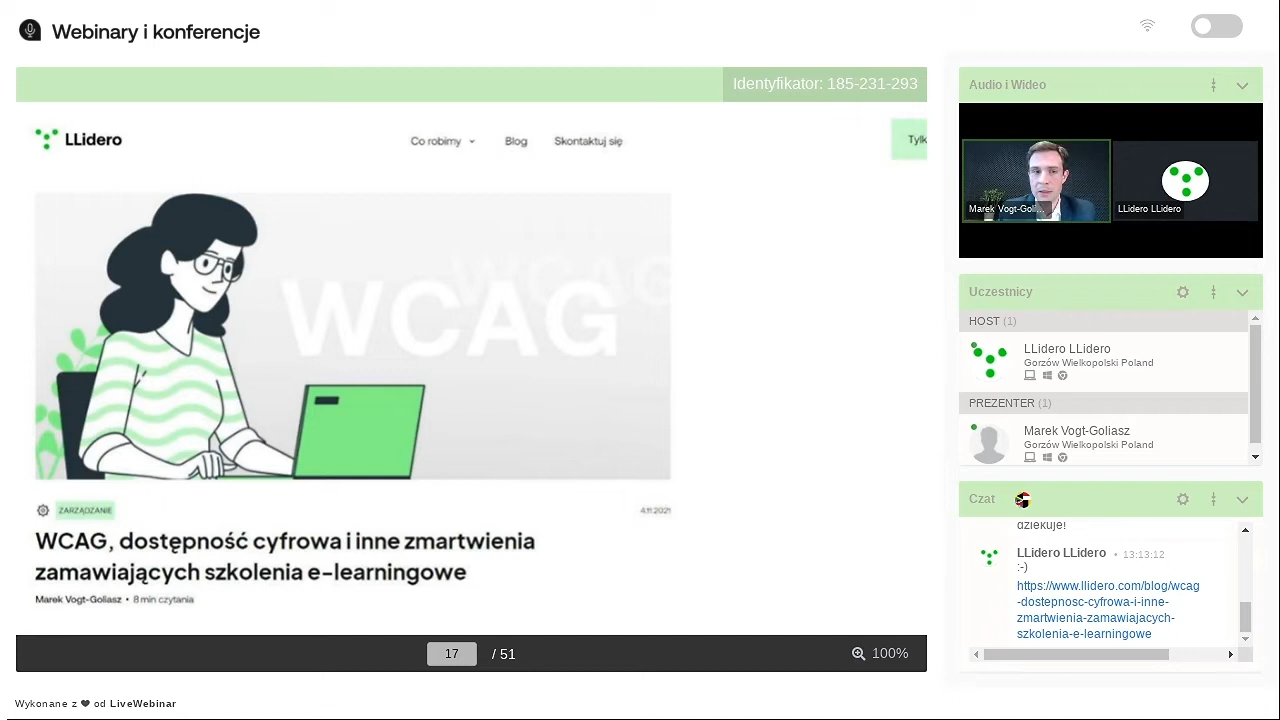 Webinary i konferencje
Identyfikator: 185-231-293
LLidero
Co robimy
Blog
Skontaktuj się
Tylk
WCAG
WCAG
ZARZĄDZANIE
4.11.2021
WCAG, dostępność cyfrowa i inne zmartwienia
zamawiających szkolenia e-learningowe
Marek Vogt-Goliasz • 8 min czytania
17 / 51
100%
Wykonane z ❤ od LiveWebinar
Audio i Wideo
Marek Vogt-Goli...
LLidero LLidero
Uczestnicy
HOST (1)
LLidero LLidero
Gorzów Wielkopolski Poland
PREZENTER (1)
Marek Vogt-Goliasz
Gorzów Wielkopolski Poland
Czat
dziekuje!
LLidero LLidero • 13:13:12
:-)
https://www.llidero.com/blog/wcag
-dostepnosc-cyfrowa-i-inne-
zmartwienia-zamawiajacych-
szkolenia-e-learningowe